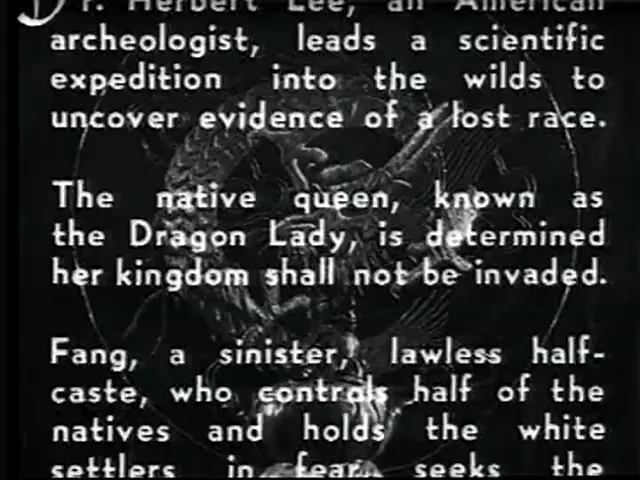 Dr. Herbert Lee, an American
archeologist, leads a scientific
expedition into the wilds to
uncover evidence of a lost race.
The native queen, known as
the Dragon Lady, is determined
her kingdom shall not be invaded.
Fang, a sinister, lawless half-
caste, who controls half of the
natives and holds the white
settlers in fear, seeks the